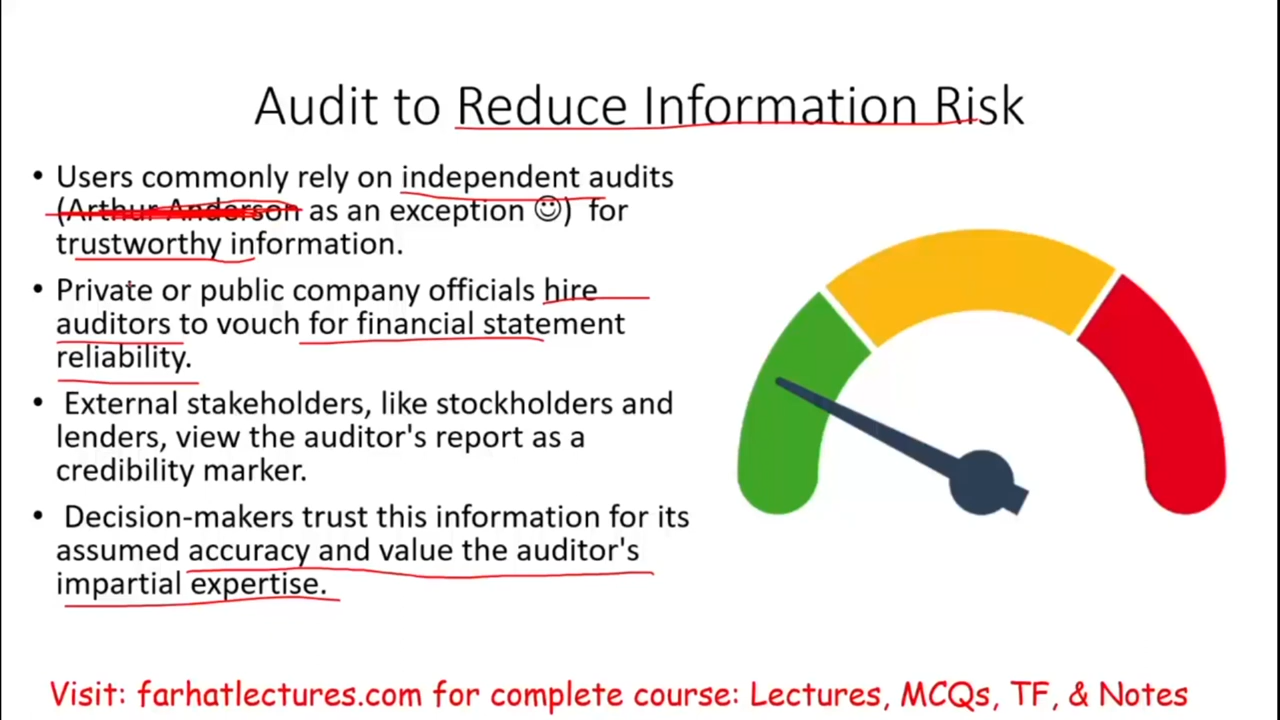 Audit to Reduce Information Risk
• Users commonly rely on independent audits
(Arthur Anderson as an exception ☺) for
trustworthy information.
• Private or public company officials hire
auditors to vouch for financial statement
reliability.
• External stakeholders, like stockholders and
lenders, view the auditor's report as a
credibility marker.
• Decision-makers trust this information for its
assumed accuracy and value the auditor's
impartial expertise.
Visit: farhatlectures.com for complete course: Lectures, MCQs, TF, & Notes